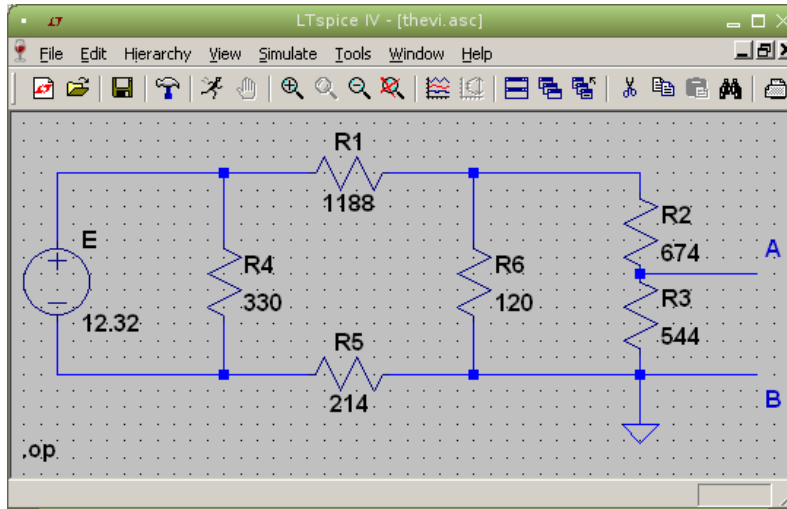 LTspice IV - [thevi.asc]
File Edit Hierarchy View Simulate Tools Window Help
R1
1188
R2
674
A
E
12.32
R4
330
R6
120
R3
544
R5
214
B
.op